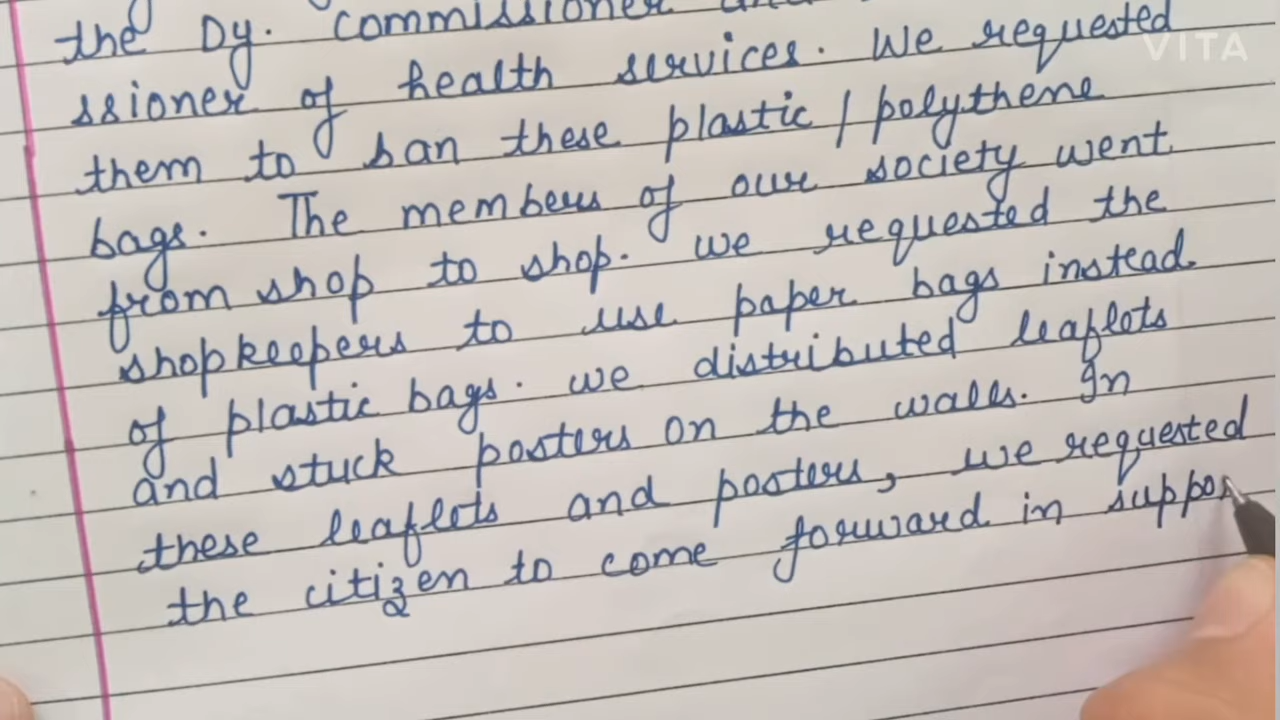 the Dy. Commissioner and
ssioner of health services. We requested
them to ban these plastic / polythene
bags. The members of our society went
from shop to shop. we requested the
shopkeepers to use paper bags instead
of plastic bags. we distributed leaflets
and stuck posters on the walls. In
these leaflets and posters, we requested
the citizen to come forward in suppor
VITA